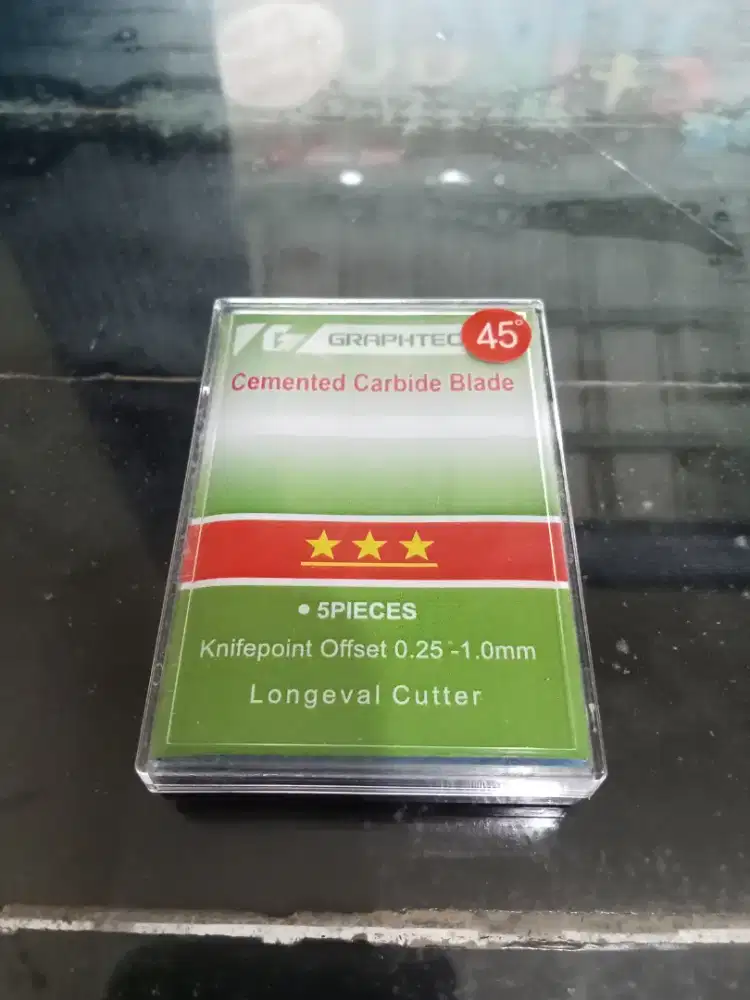 GRAPHTEC
45°
Cemented Carbide Blade
• 5PIECES
Knifepoint Offset 0.25°-1.0mm
Longeval Cutter